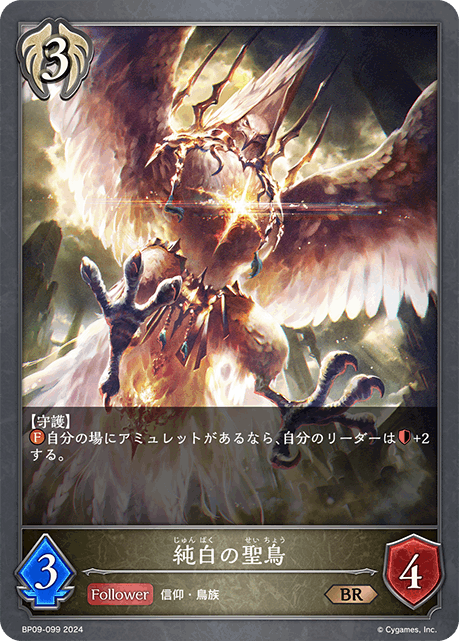 3
【守護】
F自分の場にアミュレットがあるなら、自分のリーダーは+2
する。
じゅんぱく せいちょう
純白の聖鳥
3
Follower 信仰・鳥族 BR
4
BP09-099 2024 © Cygames, Inc.